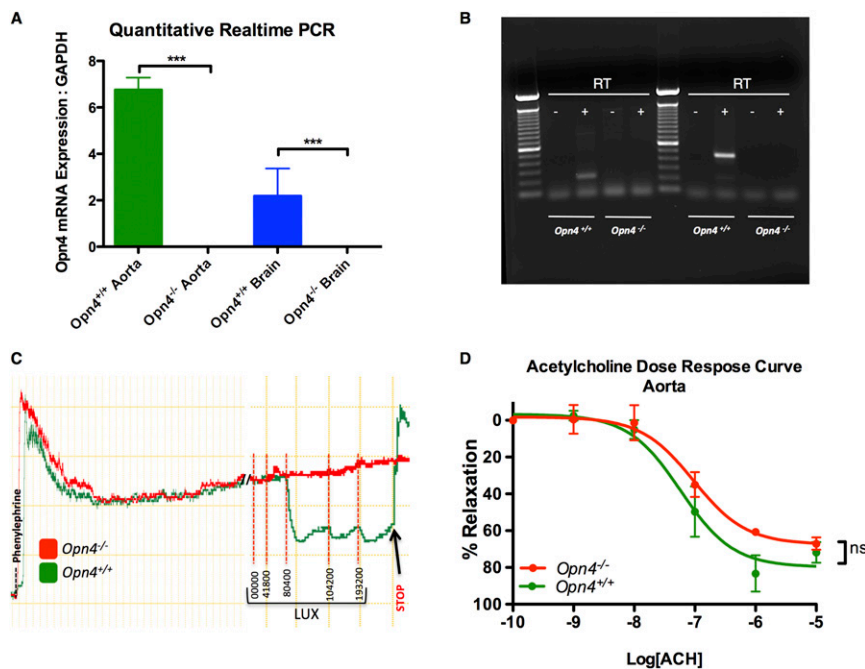 A
Quantitative Realtime PCR
Opn4 mRNA Expression : GAPDH
8
6
4
2
0
***
***
Opn4+/+ Aorta
Opn4-/- Aorta
Opn4+/+ Brain
Opn4-/- Brain
B
RT
RT
- + - +
- + - +
Opn4 +/+
Opn4 -/-
Opn4 +/+
Opn4 -/-
C
Phenylephrine
Opn4-/-
Opn4+/+
00000
41800
80400
104200
193200
LUX
STOP
D
Acetylcholine Dose Respose Curve
Aorta
% Relaxation
0
20
40
60
80
100
Opn4-/-
Opn4+/+
ns
-10 -9 -8 -7 -6 -5
Log[ACH]